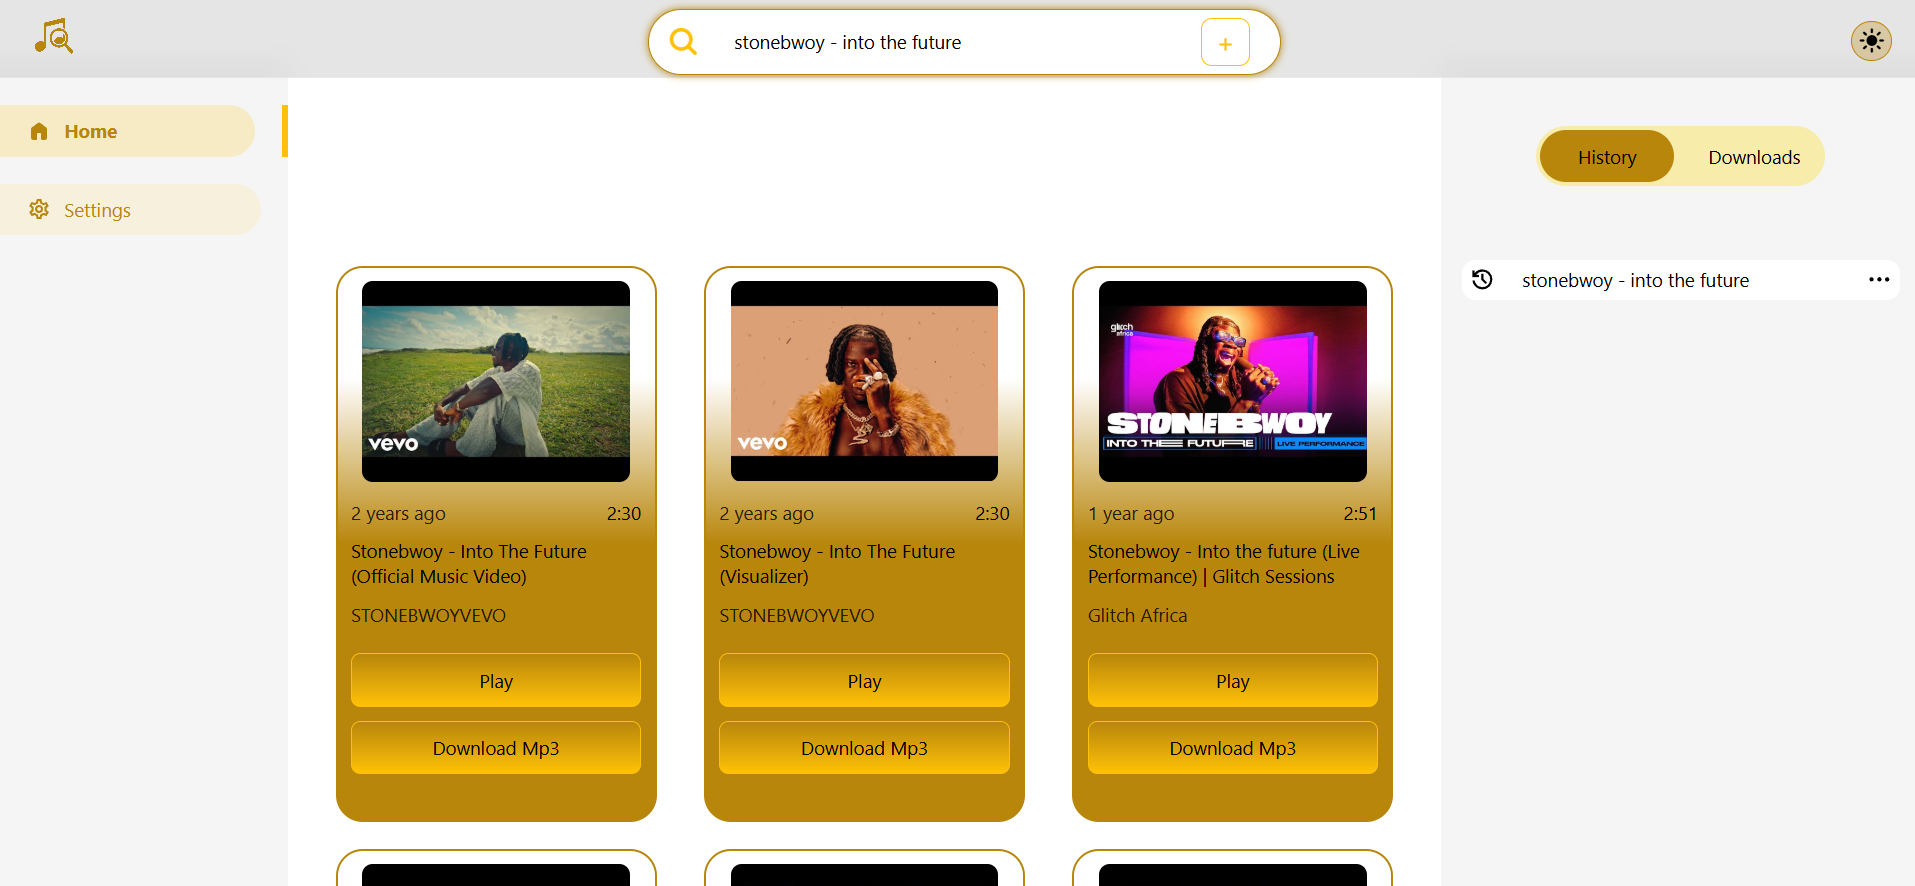 stonebwoy - into the future
+
Home
Settings
History
Downloads
stonebwoy - into the future
vevo
2 years ago
2:30
Stonebwoy - Into The Future
(Official Music Video)
STONEBWOYVEVO
Play
Download Mp3
vevo
2 years ago
2:30
Stonebwoy - Into The Future
(Visualizer)
STONEBWOYVEVO
Play
Download Mp3
glitch
africa
STONEBWOY
INTO THE FUTURE
LIVE PERFORMANCE
1 year ago
2:51
Stonebwoy - Into the future (Live
Performance) | Glitch Sessions
Glitch Africa
Play
Download Mp3